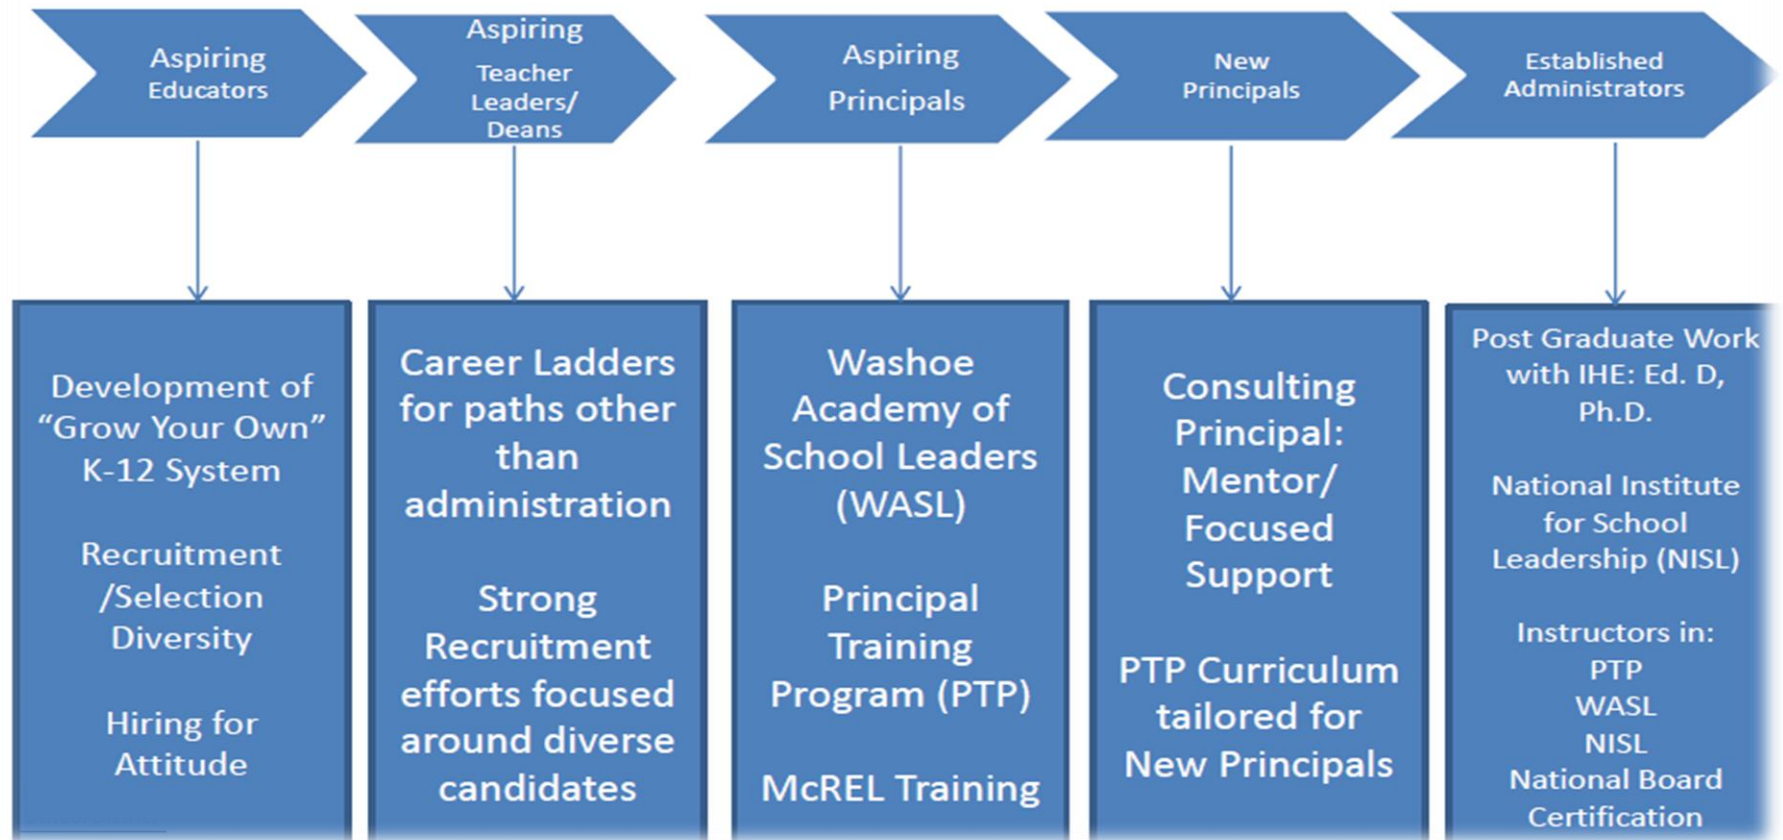 Aspiring
Educators
Aspiring
Teacher
Leaders/
Deans
Aspiring
Principals
New
Principals
Established
Administrators
Development of
“Grow Your Own”
K-12 System
Recruitment
/Selection
Diversity
Hiring for
Attitude
Career Ladders
for paths other
than
administration
Strong
Recruitment
efforts focused
around diverse
candidates
Washoe
Academy of
School Leaders
(WASL)
Principal
Training
Program (PTP)
McREL Training
Consulting
Principal:
Mentor/
Focused
Support
PTP Curriculum
tailored for
New Principals
Post Graduate Work
with IHE: Ed. D,
Ph.D.
National Institute
for School
Leadership (NISL)
Instructors in:
PTP
WASL
NISL
National Board
Certification